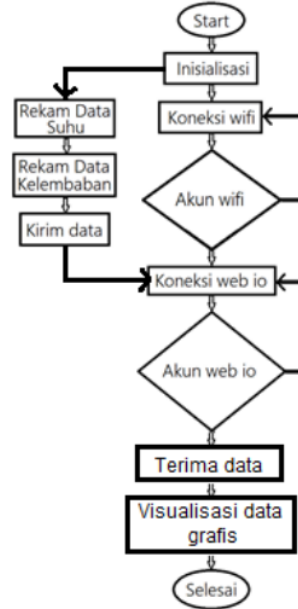 Start
Inisialisasi
Rekam Data
Suhu
Koneksi wifi
Rekam Data
Kelembaban
Akun wifi
Kirim data
Koneksi web io
Akun web io
Terima data
Visualisasi data
grafis
Selesai